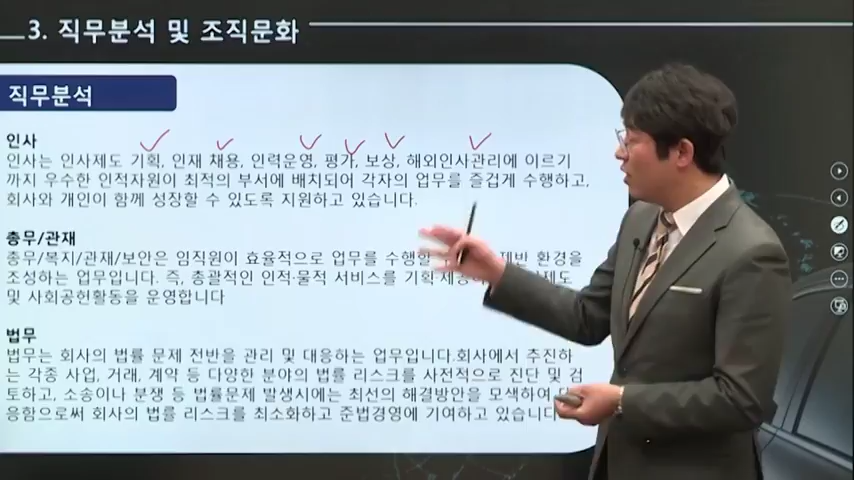 3. 직무분석 및 조직문화
직무분석
인사
인사는 인사제도 기획, 인재 채용, 인력운영, 평가, 보상, 해외인사관리에 이르기
까지 우수한 인적자원이 최적의 부서에 배치되어 각자의 업무를 즐겁게 수행하고,
회사와 개인이 함께 성장할 수 있도록 지원하고 있습니다.
총무/관재
총무/복지/관재/보안은 임직원이 효율적으로 업무를 수행할 제반 환경을
조성하는 업무입니다. 즉, 총괄적인 인적·물적 서비스를 기획·제공
및 사회공헌활동을 운영합니다
법무
법무는 회사의 법률 문제 전반을 관리 및 대응하는 업무입니다.회사에서 추진하
는 각종 사업, 거래, 계약 등 다양한 분야의 법률 리스크를 사전적으로 진단 및 검
토하고, 소송이나 분쟁 등 법률문제 발생시에는 최선의 해결방안을 모색하여
응함으로써 회사의 법률 리스크를 최소화하고 준법경영에 기여하고 있습니다